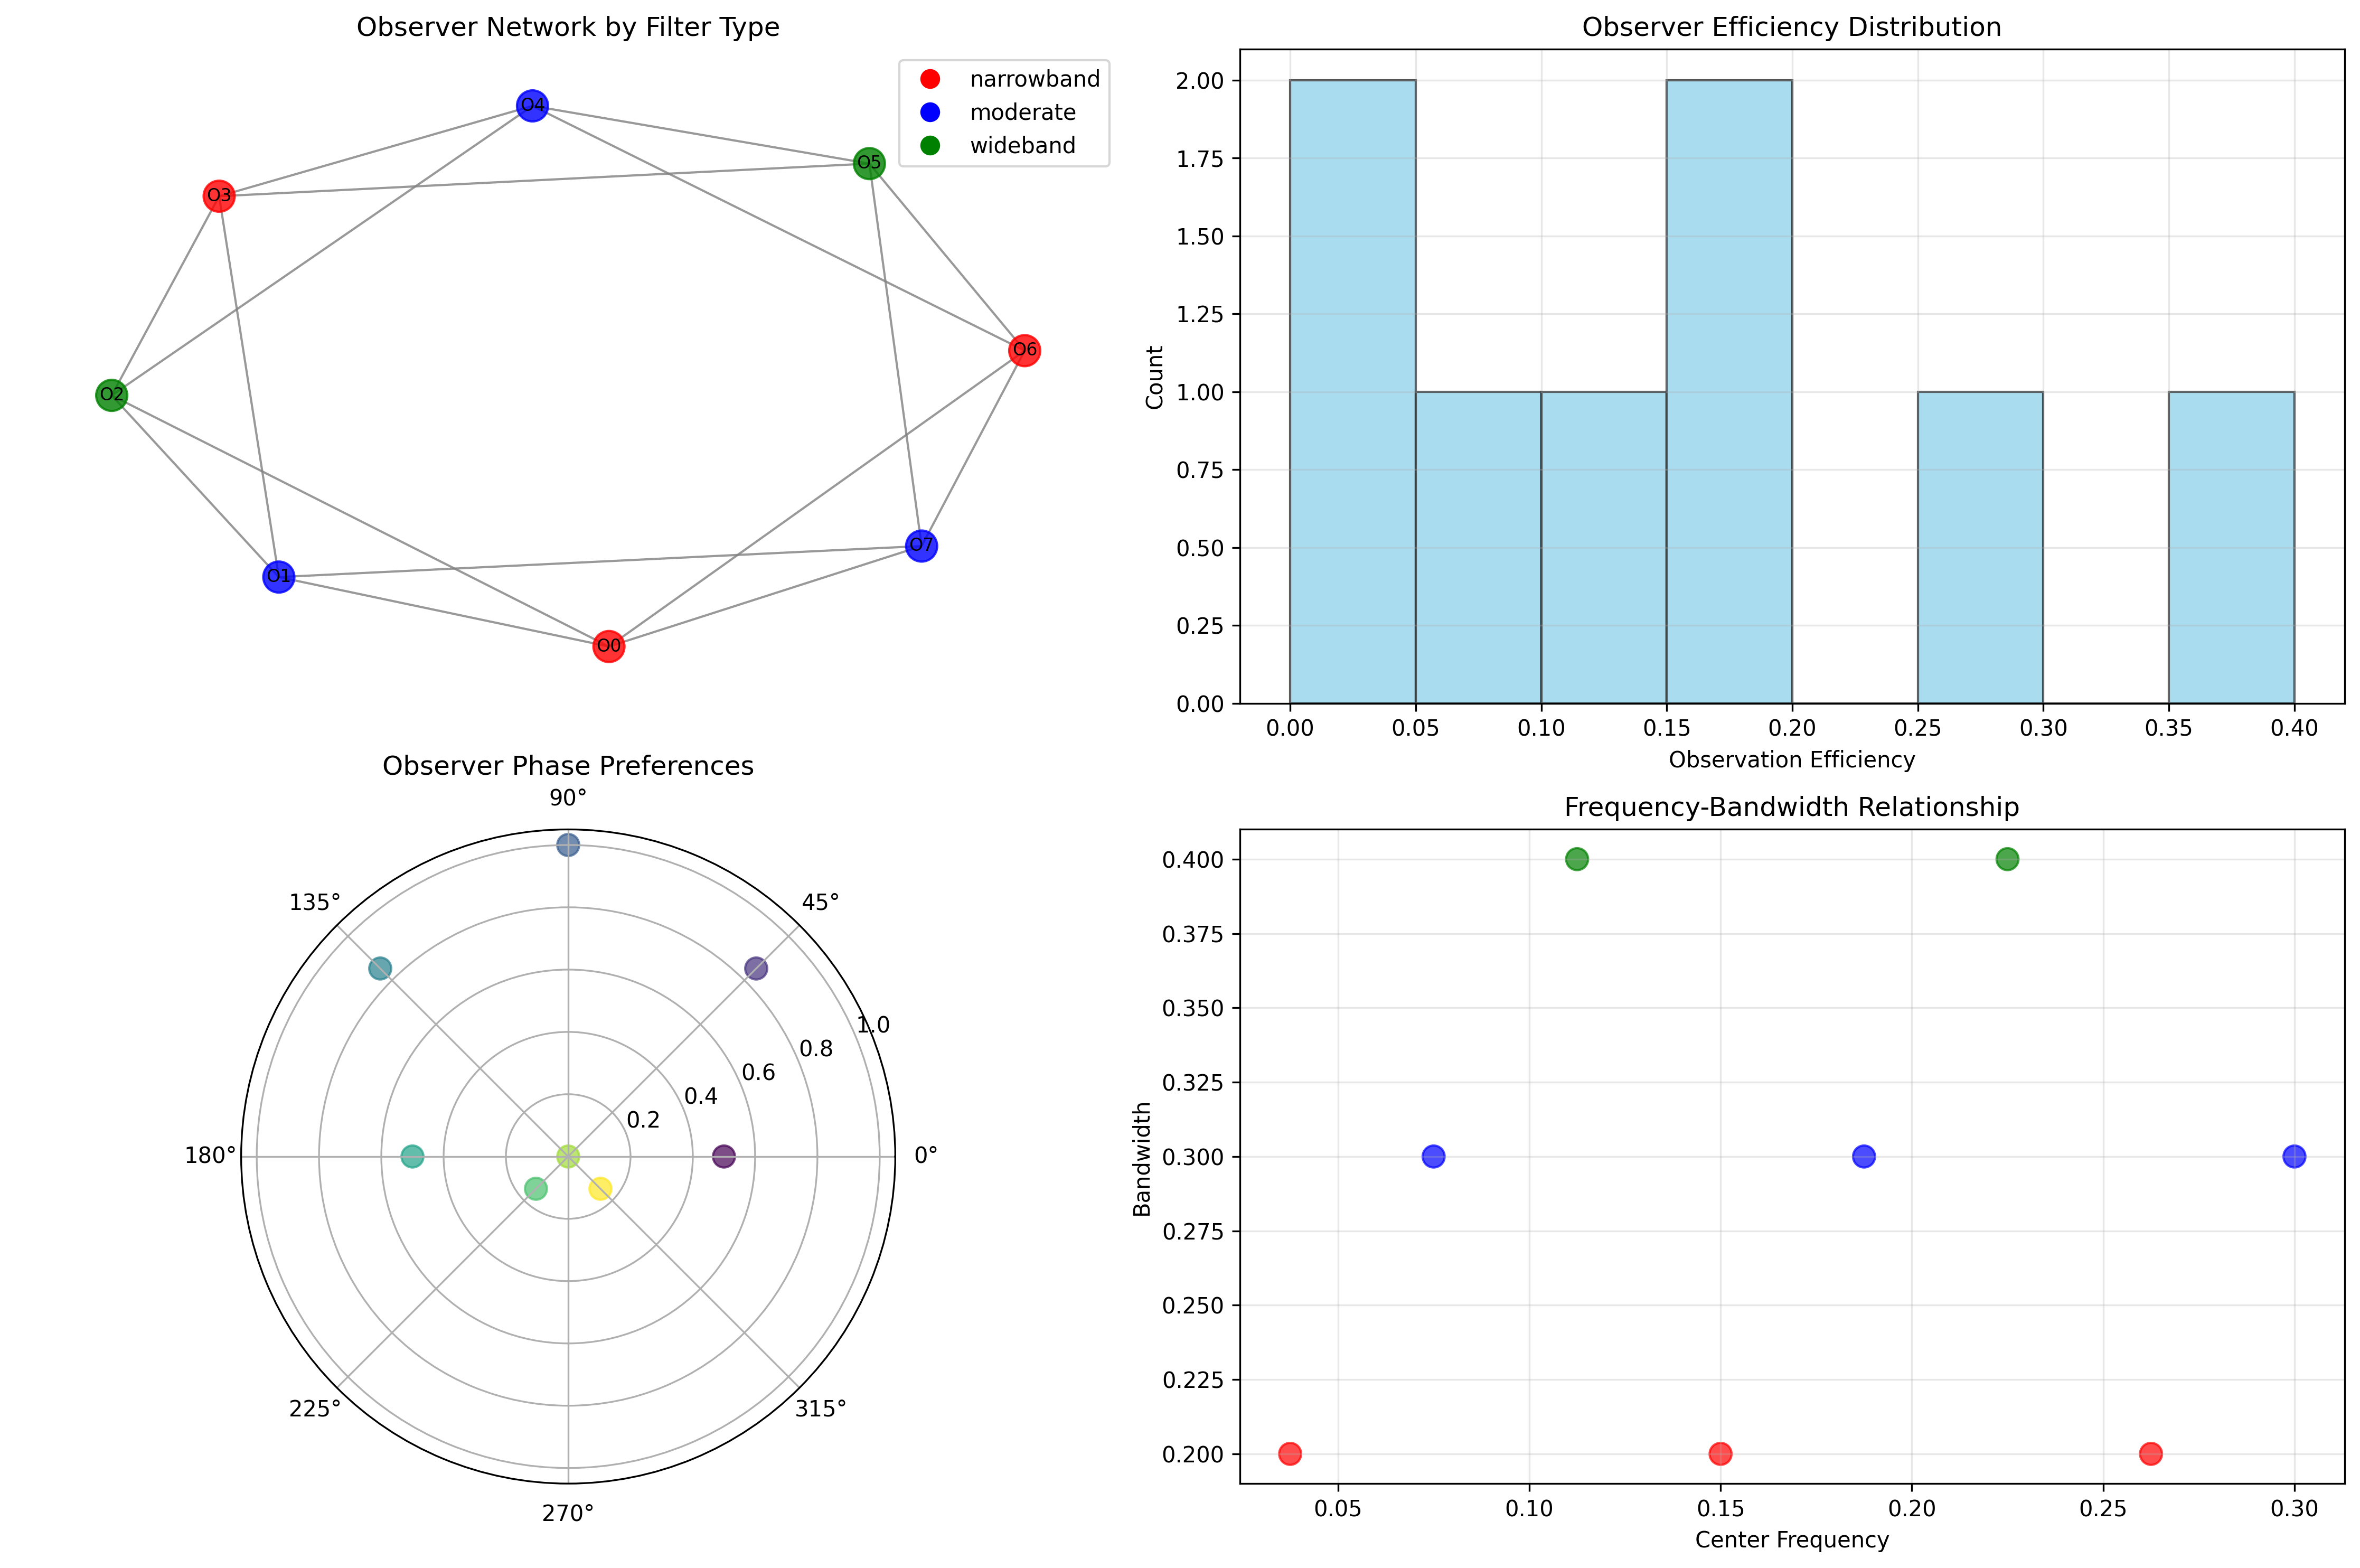 Observer Network by Filter Type
narrowband
moderate
wideband
O4
O5
O3
O6
O2
O7
O1
O0
Observer Efficiency Distribution
2.00
1.75
1.50
1.25
1.00
0.75
0.50
0.25
0.00
Count
0.00 0.05 0.10 0.15 0.20 0.25 0.30 0.35 0.40
Observation Efficiency
Observer Phase Preferences
90°
135° 45°
1.0
0.8
0.6
0.4
0.2
180° 0°
225° 315°
270°
Frequency-Bandwidth Relationship
0.400
0.375
0.350
0.325
0.300
0.275
0.250
0.225
0.200
Bandwidth
0.05 0.10 0.15 0.20 0.25 0.30
Center Frequency